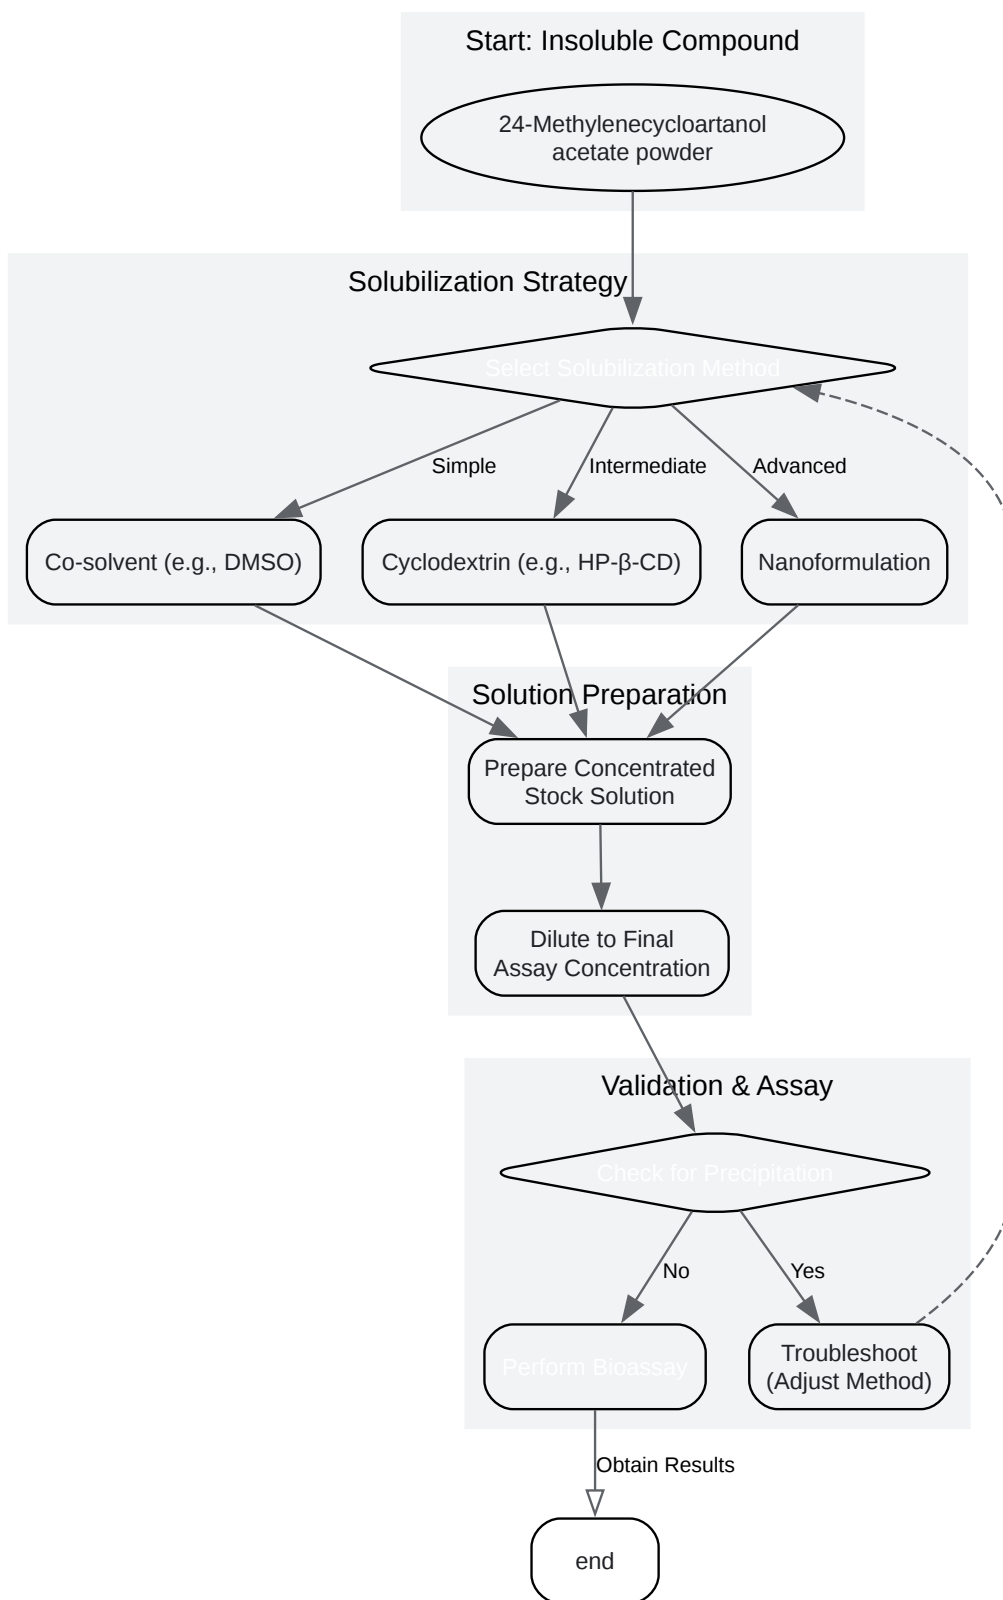 Start: Insoluble Compound
24-Methylenecycloartanol
acetate powder
Solubilization Strategy
Select Solubilization Method
Simple
Intermediate
Advanced
Co-solvent (e.g., DMSO)
Cyclodextrin (e.g., HP-β-CD)
Nanoformulation
Solution Preparation
Prepare Concentrated
Stock Solution
Dilute to Final
Assay Concentration
Validation & Assay
Check for Precipitation
No
Yes
Perform Bioassay
Troubleshoot
(Adjust Method)
Obtain Results
end